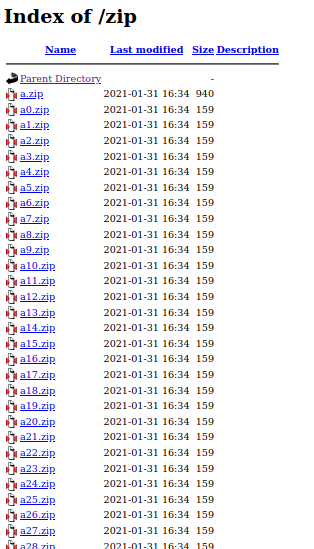 Index of /zip
Name Last modified Size Description
Parent Directory -
a.zip 2021-01-31 16:34 940
a0.zip 2021-01-31 16:34 159
a1.zip 2021-01-31 16:34 159
a2.zip 2021-01-31 16:34 159
a3.zip 2021-01-31 16:34 159
a4.zip 2021-01-31 16:34 159
a5.zip 2021-01-31 16:34 159
a6.zip 2021-01-31 16:34 159
a7.zip 2021-01-31 16:34 159
a8.zip 2021-01-31 16:34 159
a9.zip 2021-01-31 16:34 159
a10.zip 2021-01-31 16:34 159
a11.zip 2021-01-31 16:34 159
a12.zip 2021-01-31 16:34 159
a13.zip 2021-01-31 16:34 159
a14.zip 2021-01-31 16:34 159
a15.zip 2021-01-31 16:34 159
a16.zip 2021-01-31 16:34 159
a17.zip 2021-01-31 16:34 159
a18.zip 2021-01-31 16:34 159
a19.zip 2021-01-31 16:34 159
a20.zip 2021-01-31 16:34 159
a21.zip 2021-01-31 16:34 159
a22.zip 2021-01-31 16:34 159
a23.zip 2021-01-31 16:34 159
a24.zip 2021-01-31 16:34 159
a25.zip 2021-01-31 16:34 159
a26.zip 2021-01-31 16:34 159
a27.zip 2021-01-31 16:34 159
a28.zip 2021-01-31 16:34 159